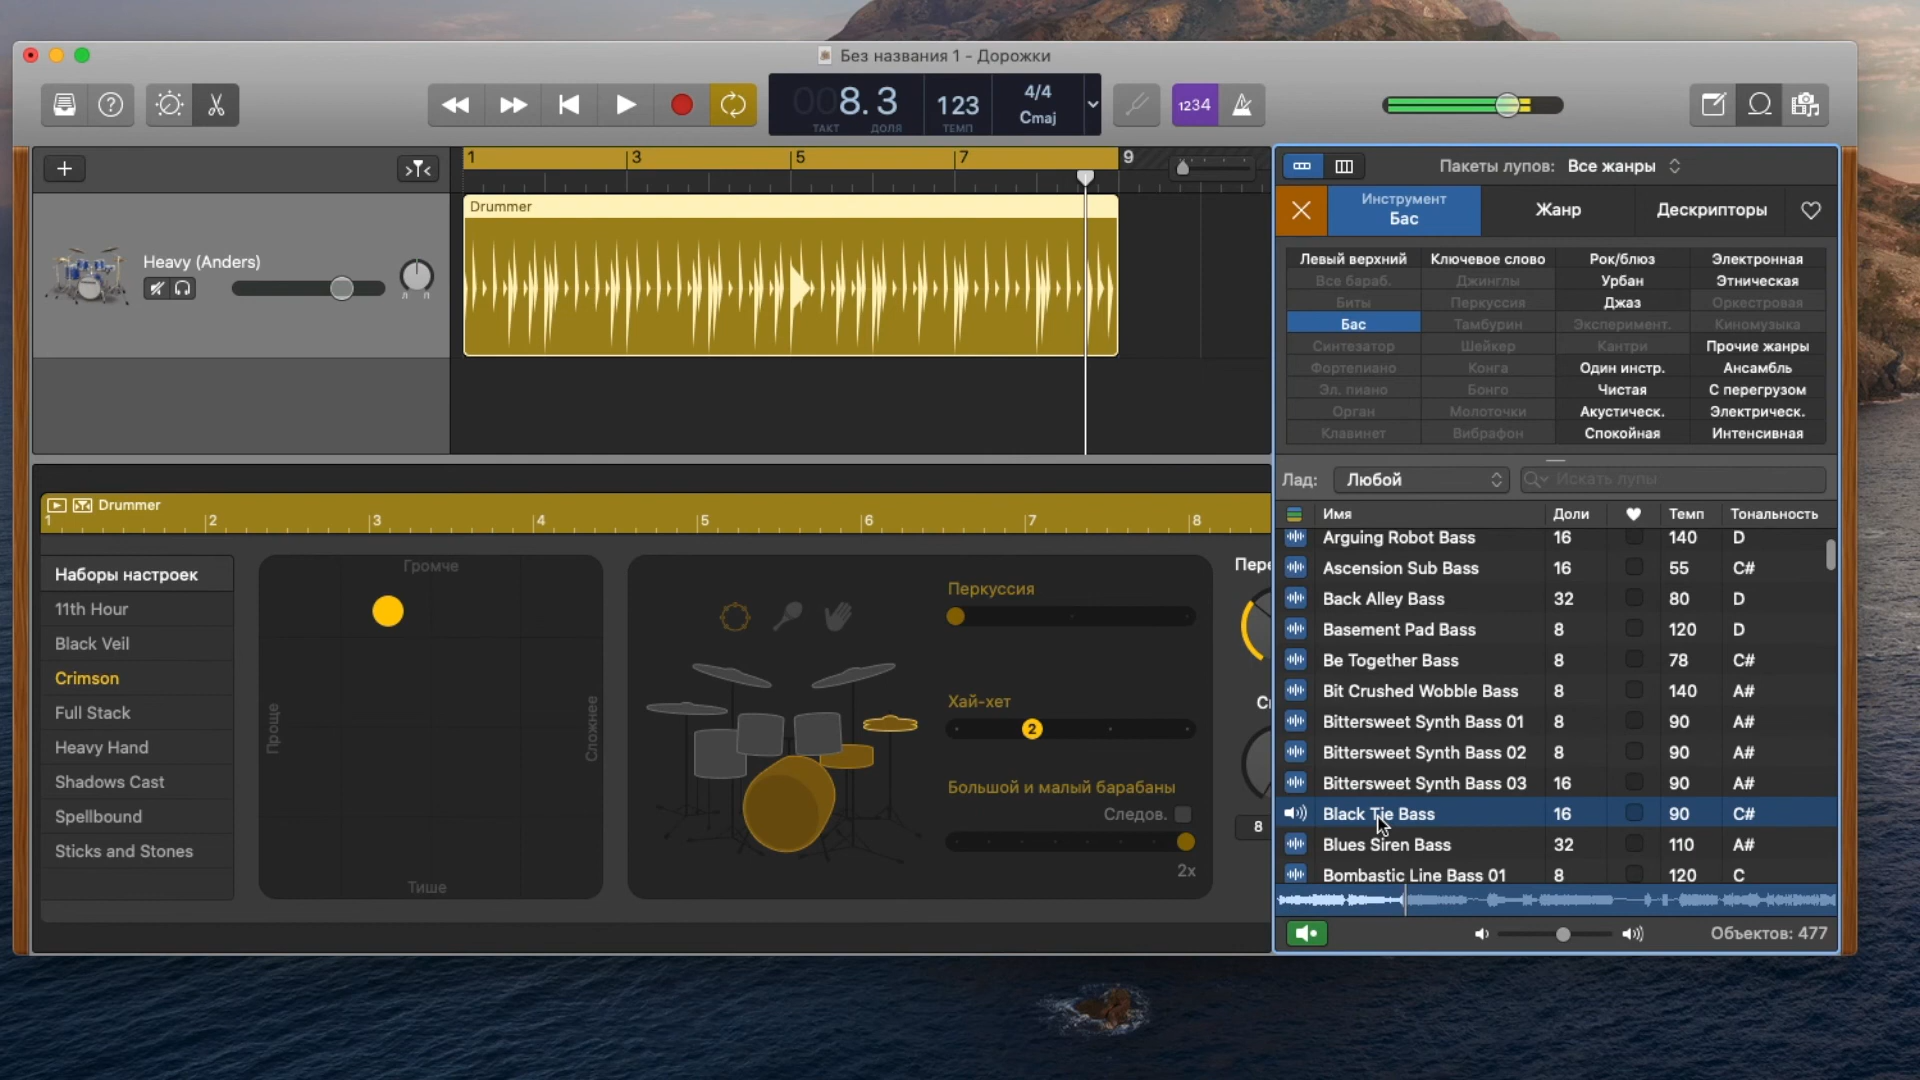 Без названия 1 - Дорожки
008.3
ТАКТ ДОЛЯ
123
ТЕМП
4/4
Cmaj
1234
1 3 5 7 9
Drummer
Heavy (Anders)
Л П
Drummer
1 2 3 4 5 6 7 8
Наборы настроек
11th Hour
Black Veil
Crimson
Full Stack
Heavy Hand
Shadows Cast
Spellbound
Sticks and Stones
Громче
Проще
Сложнее
Тише
Перкуссия
Хай-хет
2
Большой и малый барабаны
Следов.
2x
Пере
С
8
Пакеты лупов: Все жанры
Инструмент
Бас
Жанр
Дескрипторы
Левый верхний Ключевое слово Рок/блюз Электронная
Все бараб. Джинглы Урбан Этническая
Биты Перкуссия Джаз Оркестровая
Бас Тамбурин Эксперимент. Киномузыка
Синтезатор Шейкер Кантри Прочие жанры
Фортепиано Конга Один инстр. Ансамбль
Эл. пиано Бонго Чистая С перегрузом
Орган Молоточки Акустическ. Электрическ.
Клавинет Вибрафон Спокойная Интенсивная
Лад: Любой Искать лупы
Имя Доли Темп Тональность
Arguing Robot Bass 16 140 D
Ascension Sub Bass 16 55 C#
Back Alley Bass 32 80 D
Basement Pad Bass 8 120 D
Be Together Bass 8 78 C#
Bit Crushed Wobble Bass 8 140 A#
Bittersweet Synth Bass 01 8 90 A#
Bittersweet Synth Bass 02 8 90 A#
Bittersweet Synth Bass 03 16 90 A#
Black Tie Bass 16 90 C#
Blues Siren Bass 32 110 A#
Bombastic Line Bass 01 8 120 C
Объектов: 477